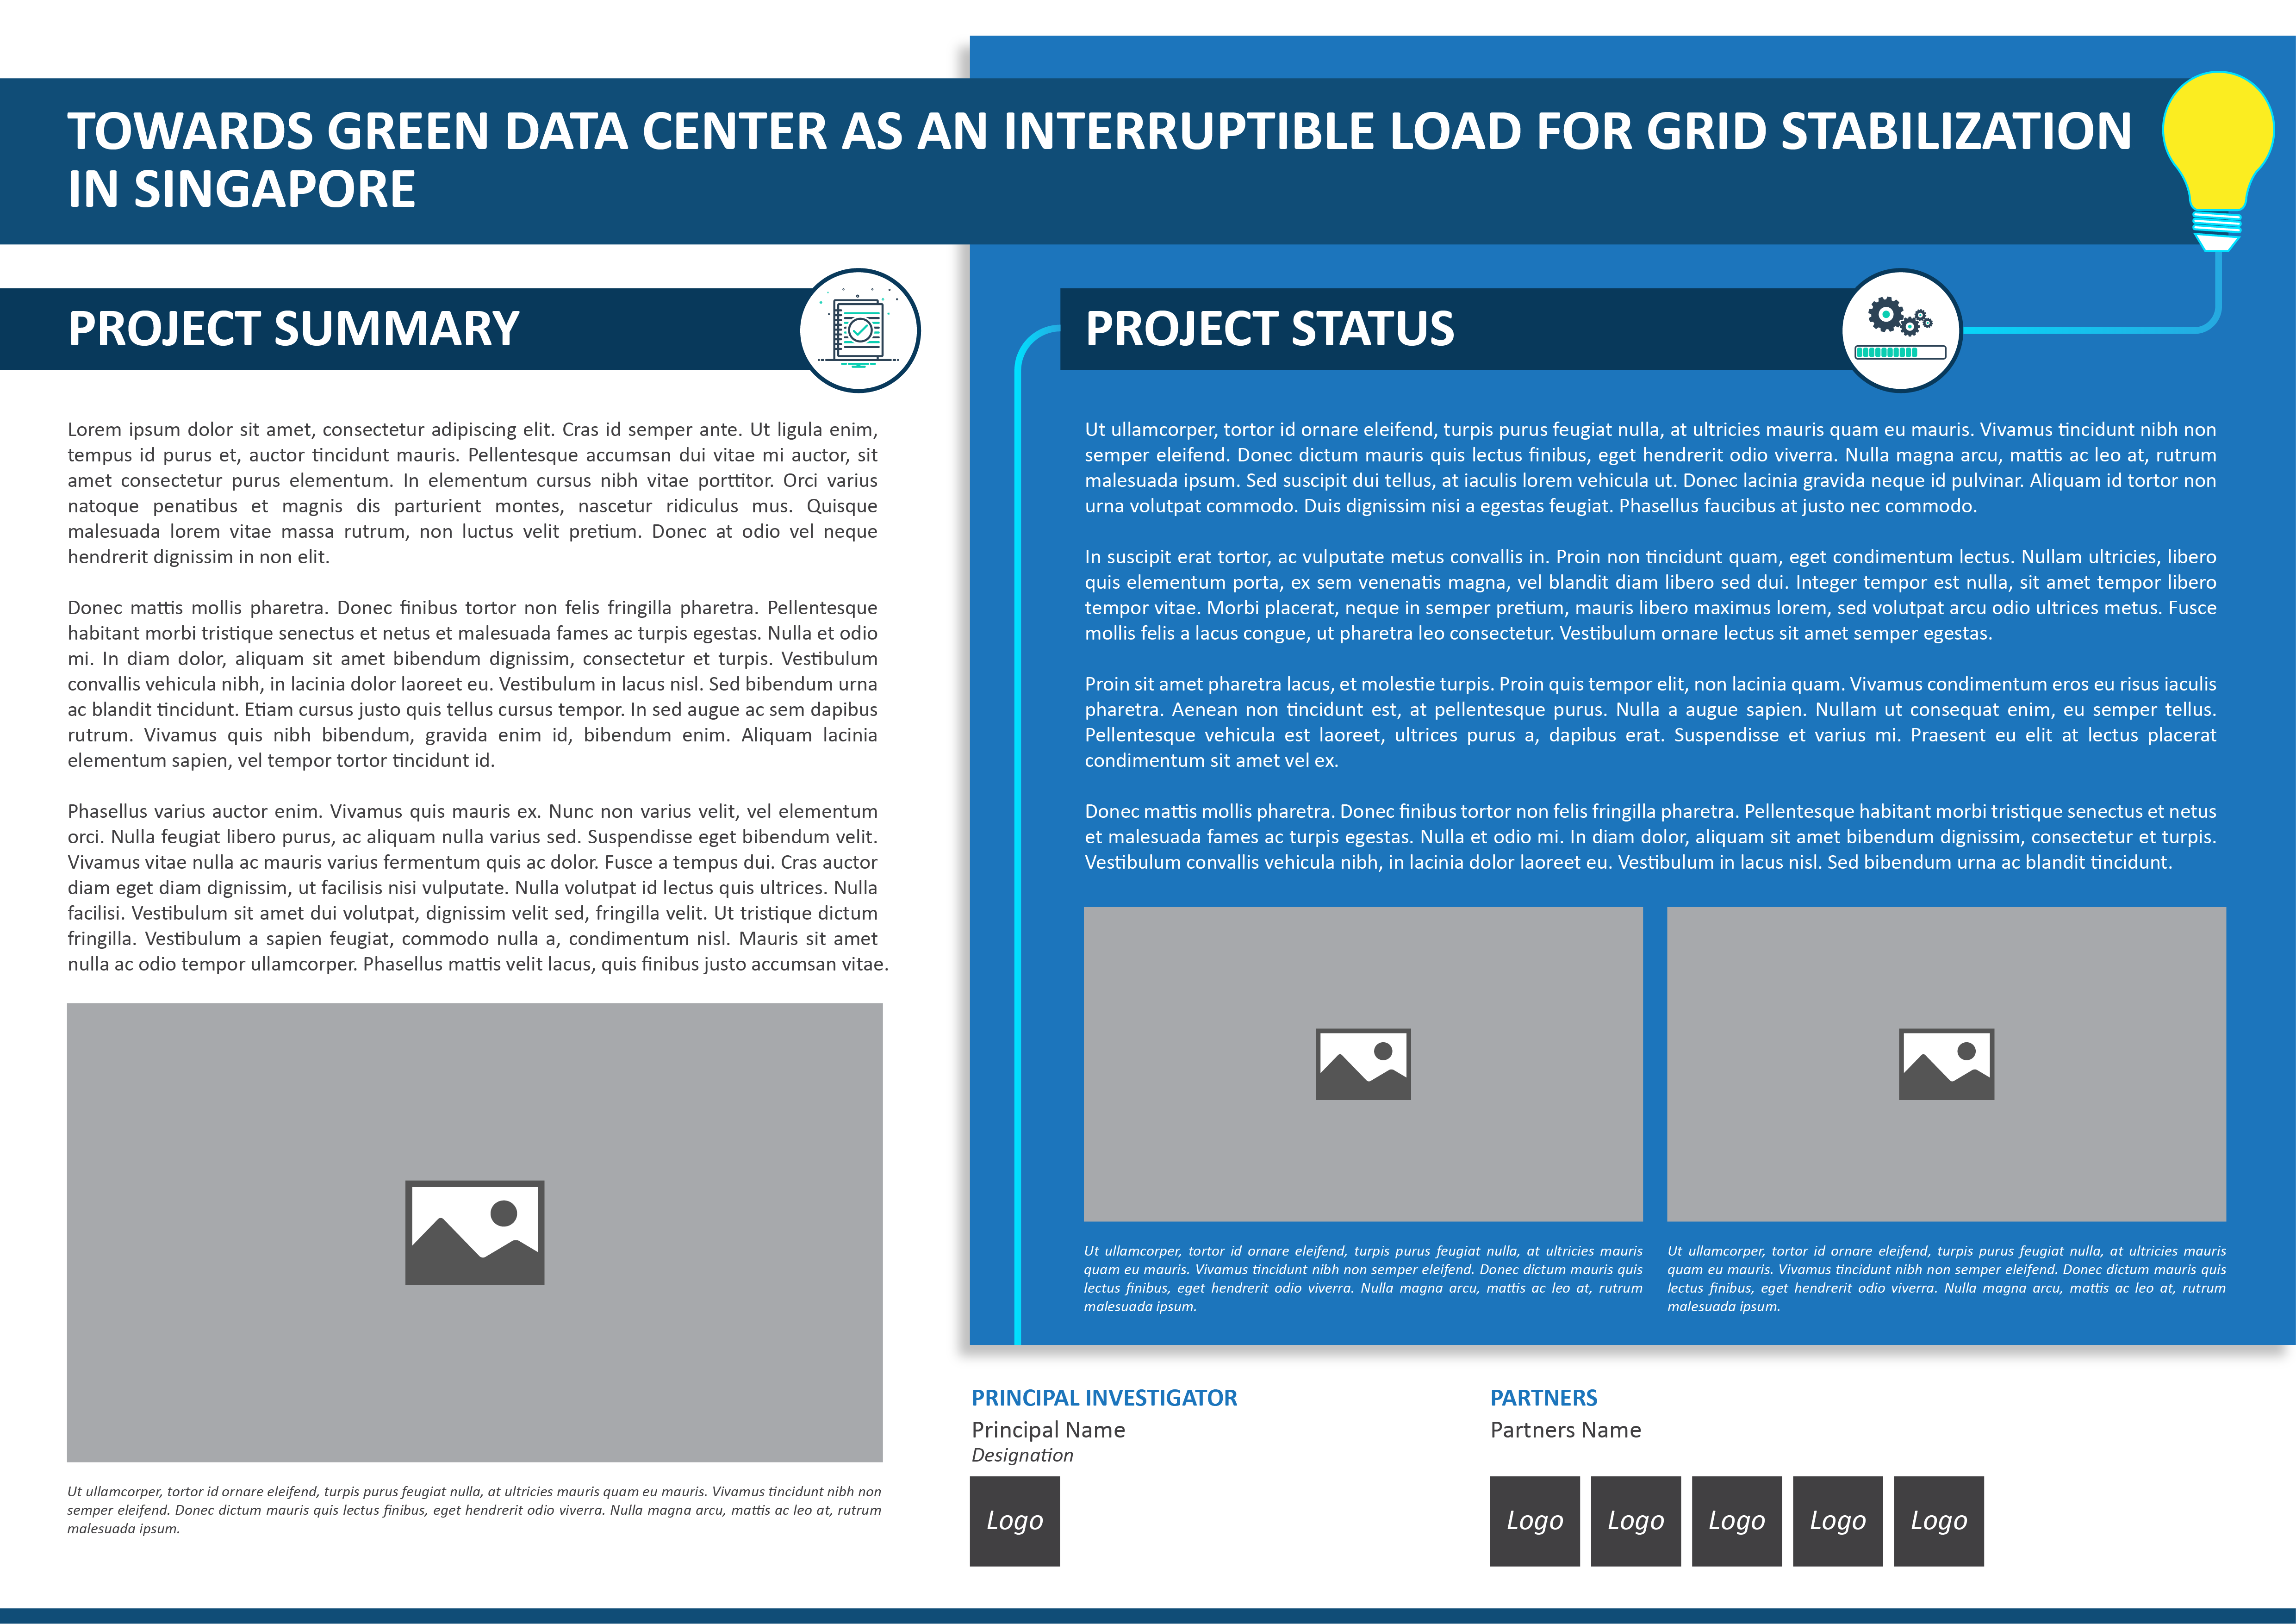 TOWARDS GREEN DATA CENTER AS AN INTERRUPTIBLE LOAD FOR GRID STABILIZATION
IN SINGAPORE
PROJECT SUMMARY
Lorem ipsum dolor sit amet, consectetur adipiscing elit. Cras id semper ante. Ut ligula enim,
tempus id purus et, auctor tincidunt mauris. Pellentesque accumsan dui vitae mi auctor, sit
amet consectetur purus elementum. In elementum cursus nibh vitae porttitor. Orci varius
natoque penatibus et magnis dis parturient montes, nascetur ridiculus mus. Quisque
malesuada lorem vitae massa rutrum, non luctus velit pretium. Donec at odio vel neque
hendrerit dignissim in non elit.
Donec mattis mollis pharetra. Donec finibus tortor non felis fringilla pharetra. Pellentesque
habitant morbi tristique senectus et netus et malesuada fames ac turpis egestas. Nulla et odio
mi. In diam dolor, aliquam sit amet bibendum dignissim, consectetur et turpis. Vestibulum
convallis vehicula nibh, in lacinia dolor laoreet eu. Vestibulum in lacus nisl. Sed bibendum urna
ac blandit tincidunt. Etiam cursus justo quis tellus cursus tempor. In sed augue ac sem dapibus
rutrum. Vivamus quis nibh bibendum, gravida enim id, bibendum enim. Aliquam lacinia
elementum sapien, vel tempor tortor tincidunt id.
Phasellus varius auctor enim. Vivamus quis mauris ex. Nunc non varius velit, vel elementum
orci. Nulla feugiat libero purus, ac aliquam nulla varius sed. Suspendisse eget bibendum velit.
Vivamus vitae nulla ac mauris varius fermentum quis ac dolor. Fusce a tempus dui. Cras auctor
diam eget diam dignissim, ut facilisis nisi vulputate. Nulla volutpat id lectus quis ultrices. Nulla
facilisi. Vestibulum sit amet dui volutpat, dignissim velit sed, fringilla velit. Ut tristique dictum
fringilla. Vestibulum a sapien feugiat, commodo nulla a, condimentum nisl. Mauris sit amet
nulla ac odio tempor ullamcorper. Phasellus mattis velit lacus, quis finibus justo accumsan vitae.
Ut ullamcorper, tortor id ornare eleifend, turpis purus feugiat nulla, at ultricies mauris quam eu mauris. Vivamus tincidunt nibh non
semper eleifend. Donec dictum mauris quis lectus finibus, eget hendrerit odio viverra. Nulla magna arcu, mattis ac leo at, rutrum
malesuada ipsum.
PROJECT STATUS
Ut ullamcorper, tortor id ornare eleifend, turpis purus feugiat nulla, at ultricies mauris quam eu mauris. Vivamus tincidunt nibh non
semper eleifend. Donec dictum mauris quis lectus finibus, eget hendrerit odio viverra. Nulla magna arcu, mattis ac leo at, rutrum
malesuada ipsum. Sed suscipit dui tellus, at iaculis lorem vehicula ut. Donec lacinia gravida neque id pulvinar. Aliquam id tortor non
urna volutpat commodo. Duis dignissim nisi a egestas feugiat. Phasellus faucibus at justo nec commodo.
In suscipit erat tortor, ac vulputate metus convallis in. Proin non tincidunt quam, eget condimentum lectus. Nullam ultricies, libero
quis elementum porta, ex sem venenatis magna, vel blandit diam libero sed dui. Integer tempor est nulla, sit amet tempor libero
tempor vitae. Morbi placerat, neque in semper pretium, mauris libero maximus lorem, sed volutpat arcu odio ultrices metus. Fusce
mollis felis a lacus congue, ut pharetra leo consectetur. Vestibulum ornare lectus sit amet semper egestas.
Proin sit amet pharetra lacus, et molestie turpis. Proin quis tempor elit, non lacinia quam. Vivamus condimentum eros eu risus iaculis
pharetra. Aenean non tincidunt est, at pellentesque purus. Nulla a augue sapien. Nullam ut consequat enim, eu semper tellus.
Pellentesque vehicula est laoreet, ultrices purus a, dapibus erat. Suspendisse et varius mi. Praesent eu elit at lectus placerat
condimentum sit amet vel ex.
Donec mattis mollis pharetra. Donec finibus tortor non felis fringilla pharetra. Pellentesque habitant morbi tristique senectus et netus
et malesuada fames ac turpis egestas. Nulla et odio mi. In diam dolor, aliquam sit amet bibendum dignissim, consectetur et turpis.
Vestibulum convallis vehicula nibh, in lacinia dolor laoreet eu. Vestibulum in lacus nisl. Sed bibendum urna ac blandit tincidunt.
Ut ullamcorper, tortor id ornare eleifend, turpis purus feugiat nulla, at ultricies mauris
quam eu mauris. Vivamus tincidunt nibh non semper eleifend. Donec dictum mauris quis
lectus finibus, eget hendrerit odio viverra. Nulla magna arcu, mattis ac leo at, rutrum
malesuada ipsum.
Ut ullamcorper, tortor id ornare eleifend, turpis purus feugiat nulla, at ultricies mauris
quam eu mauris. Vivamus tincidunt nibh non semper eleifend. Donec dictum mauris quis
lectus finibus, eget hendrerit odio viverra. Nulla magna arcu, mattis ac leo at, rutrum
malesuada ipsum.
PRINCIPAL INVESTIGATOR
Principal Name
Designation
Logo
PARTNERS
Partners Name
Logo Logo Logo Logo Logo